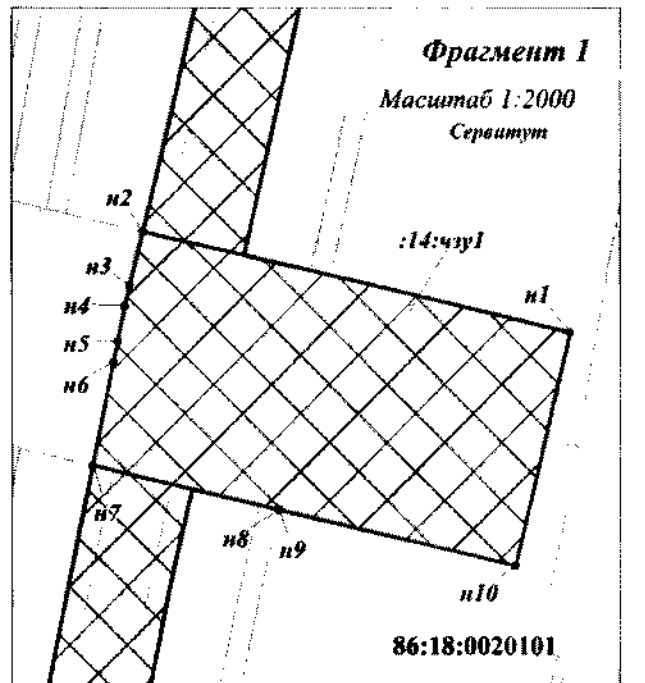 Фрагмент 1
Масштаб 1:2000
Сервитут
н2
:14:чзу1
н3
н1
н4
н5
н6
н7
н8
н9
н10
86:18:0020101